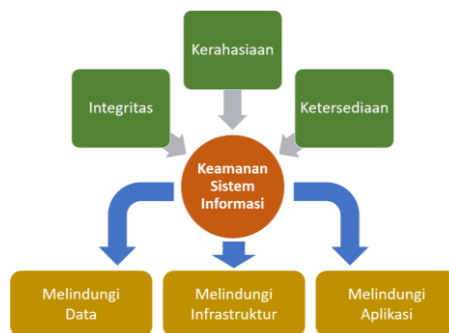 Kerahasiaan
Integritas
Ketersediaan
Keamanan
Sistem
Informasi
Melindungi
Data
Melindungi
Infrastruktur
Melindungi
Aplikasi